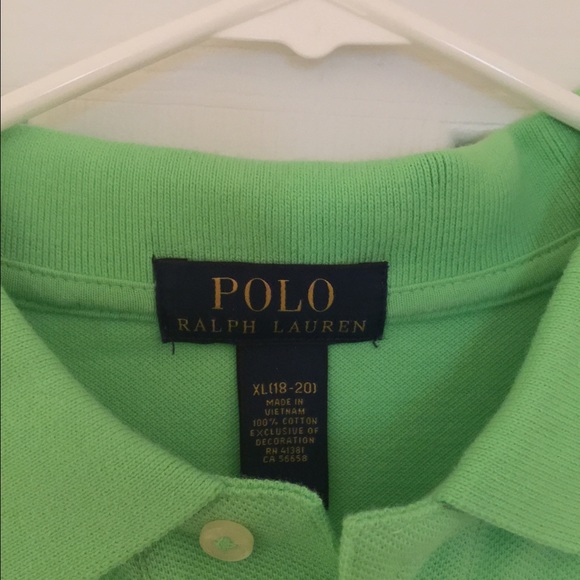 POLO
RALPH LAUREN
XL(18-20)
MADE IN
VIETNAM
100% COTTON
EXCLUSIVE OF
DECORATION
RN 41381
CA 56658